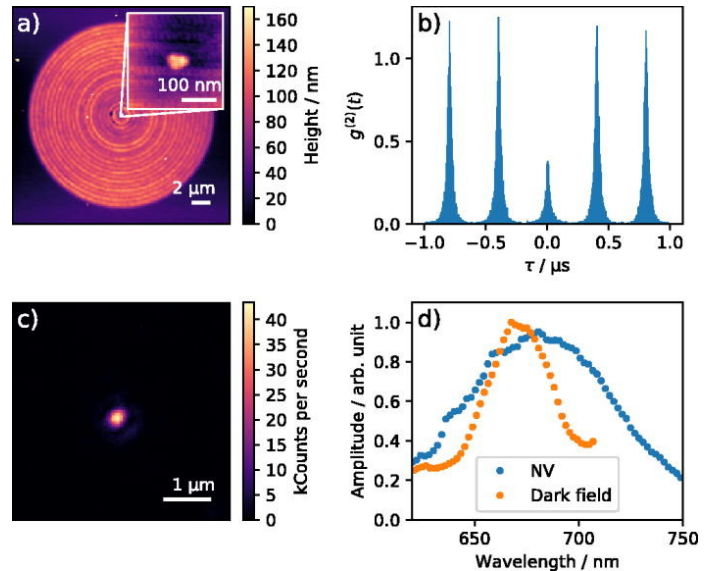 a)
100 nm
2 µm
160
140
120
100
80
60
40
20
0
Height / nm
b)
1.0
0.5
0.0
g(2)(t)
−1.0 −0.5 0.0 0.5 1.0
τ / µs
c)
1 µm
40
35
30
25
20
15
10
5
0
kCounts per second
d)
1.0
0.8
0.6
0.4
0.2
0.0
Amplitude / arb. unit
NV
Dark field
650 700 750
Wavelength / nm